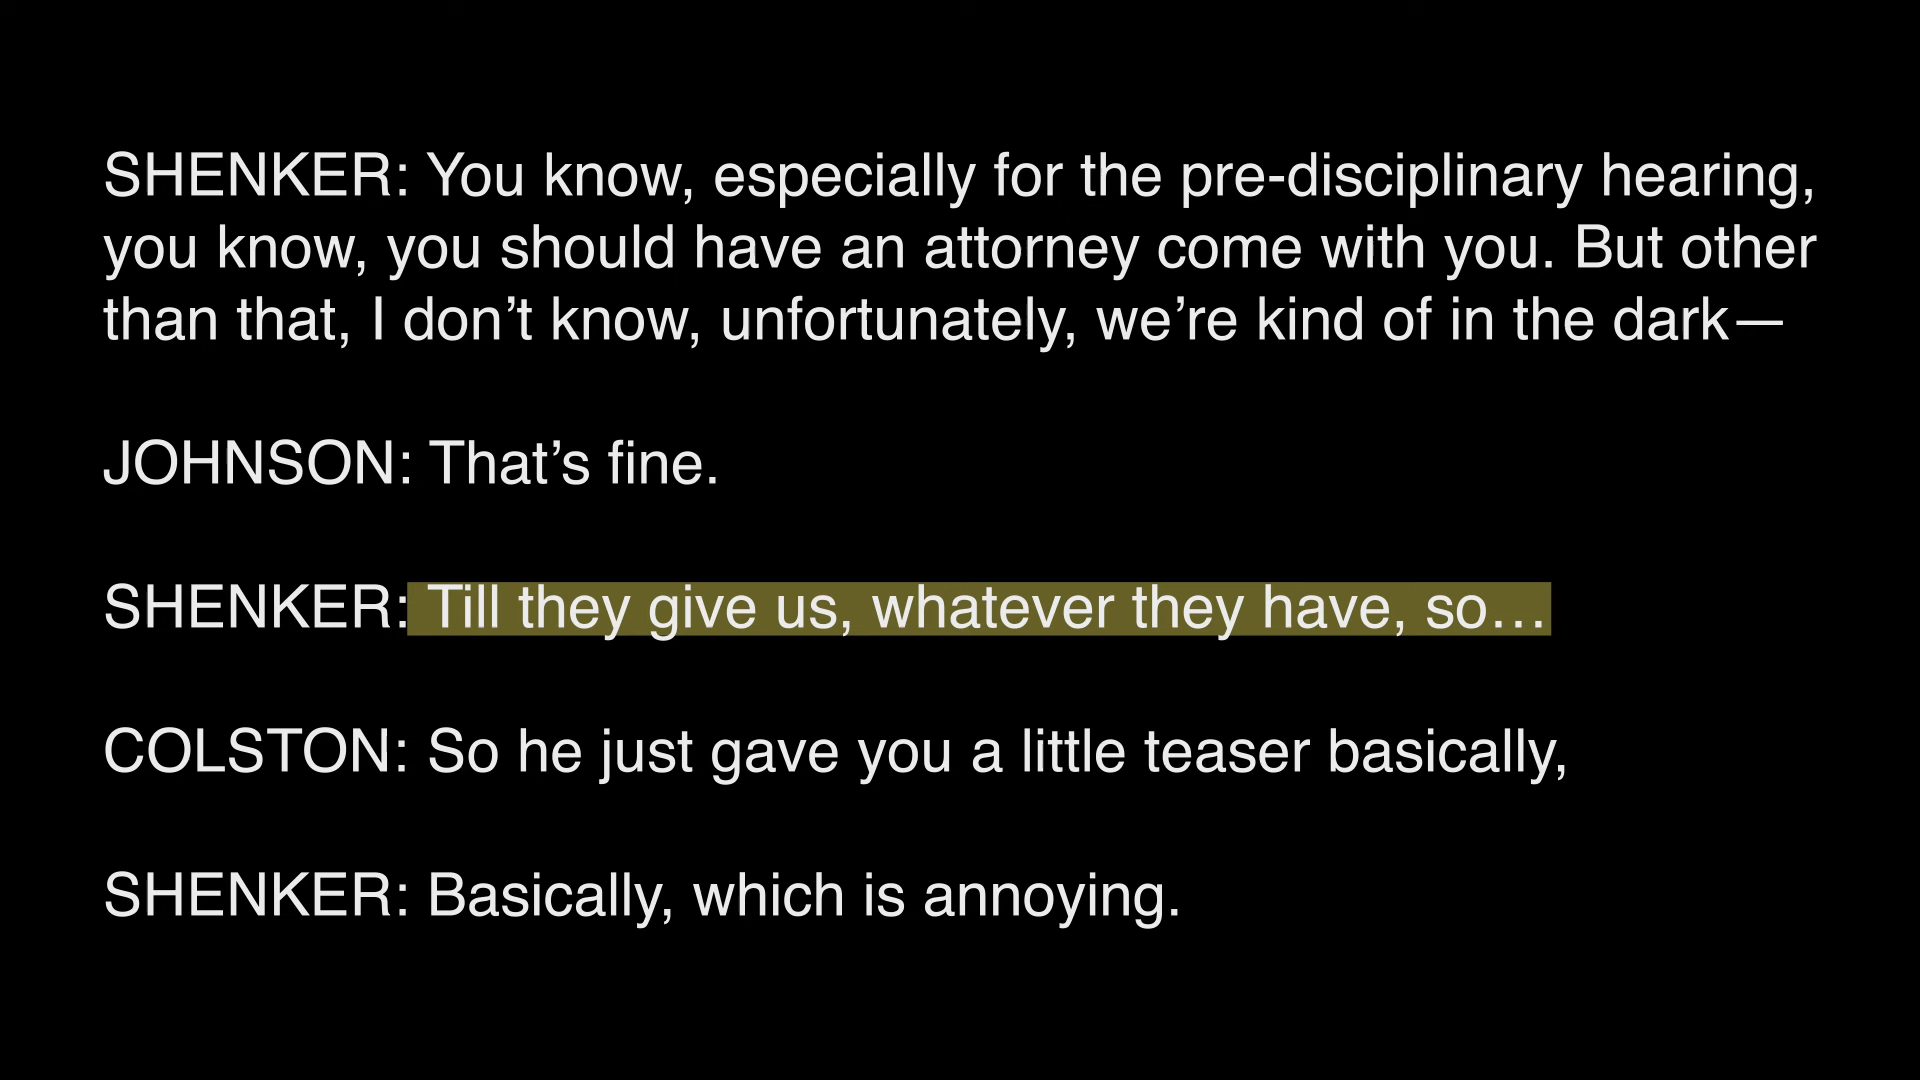 SHENKER: You know, especially for the pre-disciplinary hearing,
you know, you should have an attorney come with you. But other
than that, I don’t know, unfortunately, we’re kind of in the dark—
JOHNSON: That’s fine.
SHENKER: Till they give us, whatever they have, so…
COLSTON: So he just gave you a little teaser basically,
SHENKER: Basically, which is annoying.